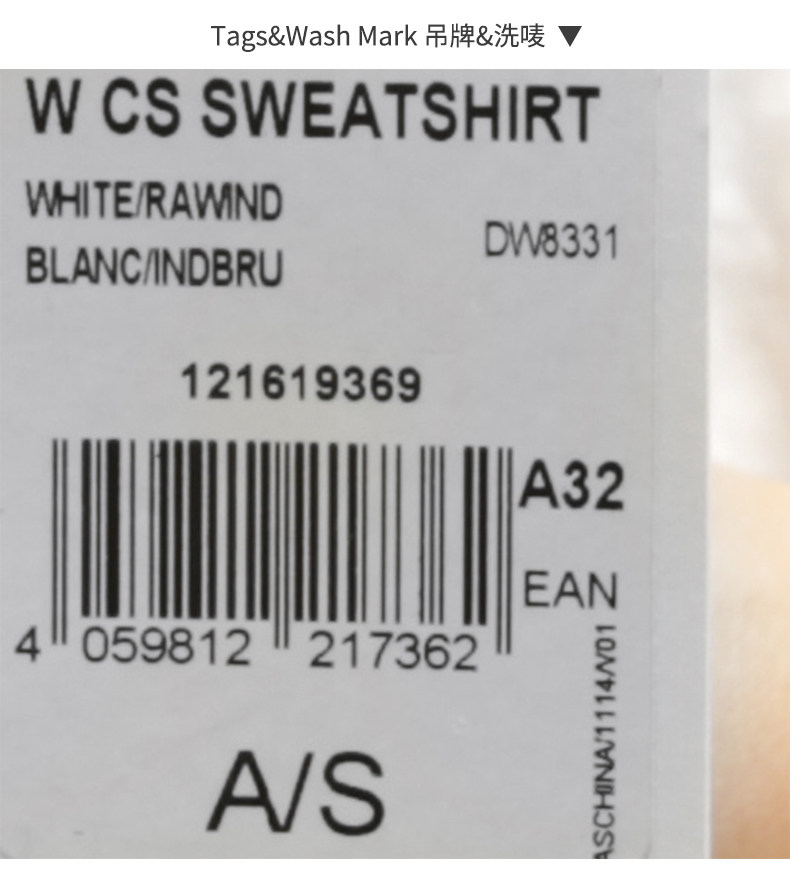 Tags&Wash Mark 吊牌&洗唛 ▼
W CS SWEATSHIRT
WHITE/RAWIND
BLANC/INDBRU
DW8331
121619369
A32
EAN
4 059812 217362
ASCHINA/1114/V01
A/S